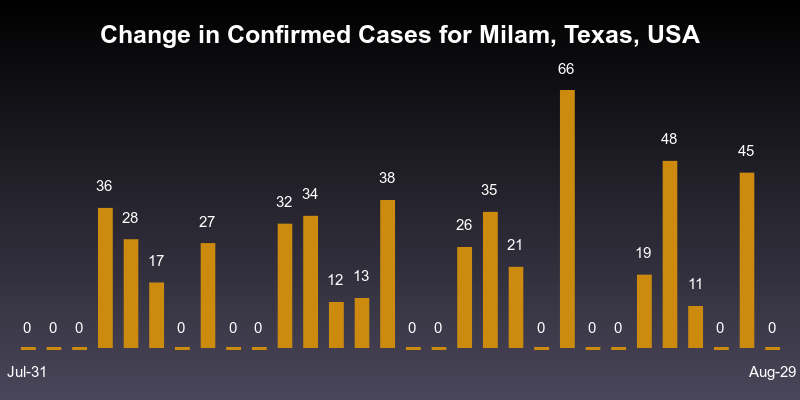 Change in Confirmed Cases for Milam, Texas, USA
0 0 0 36 28 17 0 27 0 0 32 34 12 13 38 0 0 26 35 21 0 66 0 0 19 48 11 0 45 0
Jul-31 Aug-29